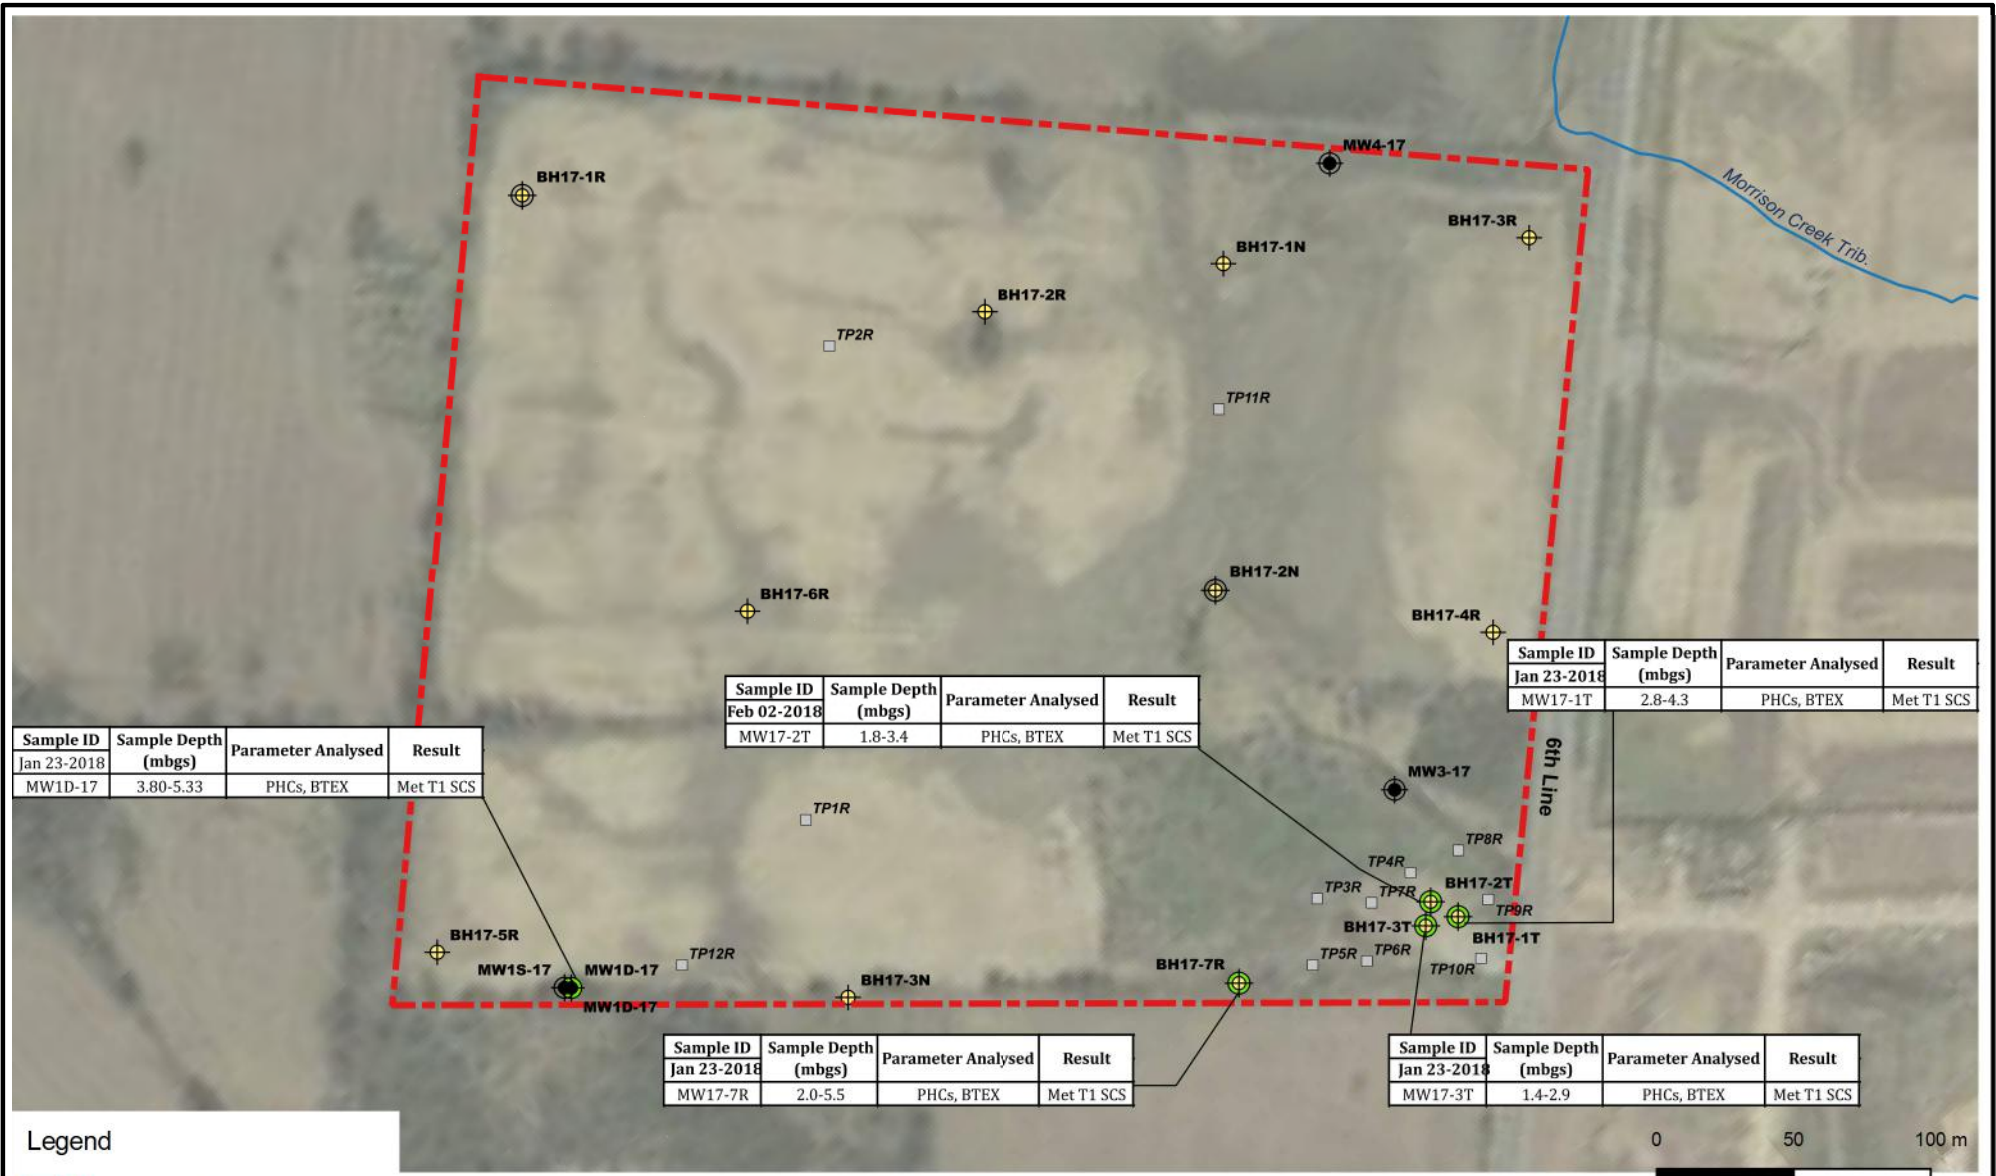 MW4-17
BH17-1R
Morrison Creek Trib.
BH17-3R
BH17-1N
BH17-2R
TP2R
TP11R
BH17-2N
BH17-6R
BH17-4R
Sample ID Sample Depth (mbgs) Parameter Analysed Result
Jan 23-2018
MW17-1T 2.8-4.3 PHCs, BTEX Met T1 SCS
Sample ID Sample Depth (mbgs) Parameter Analysed Result
Feb 02-2018
MW17-2T 1.8-3.4 PHCs, BTEX Met T1 SCS
Sample ID Sample Depth (mbgs) Parameter Analysed Result
Jan 23-2018
MW1D-17 3.80-5.33 PHCs, BTEX Met T1 SCS
6th Line
MW3-17
TP1R
TP8R
TP4R
TP3R
TP7R
BH17-2T
TP9R
BH17-3T
BH17-1T
BH17-5R
TP12R
TP5R
TP6R
TP10R
MW1S-17
MW1D-17
BH17-7R
BH17-3N
MW1D-17
Sample ID Sample Depth (mbgs) Parameter Analysed Result
Jan 23-2018
MW17-7R 2.0-5.5 PHCs, BTEX Met T1 SCS
Sample ID Sample Depth (mbgs) Parameter Analysed Result
Jan 23-2018
MW17-3T 1.4-2.9 PHCs, BTEX Met T1 SCS
Legend
0 50 100 m